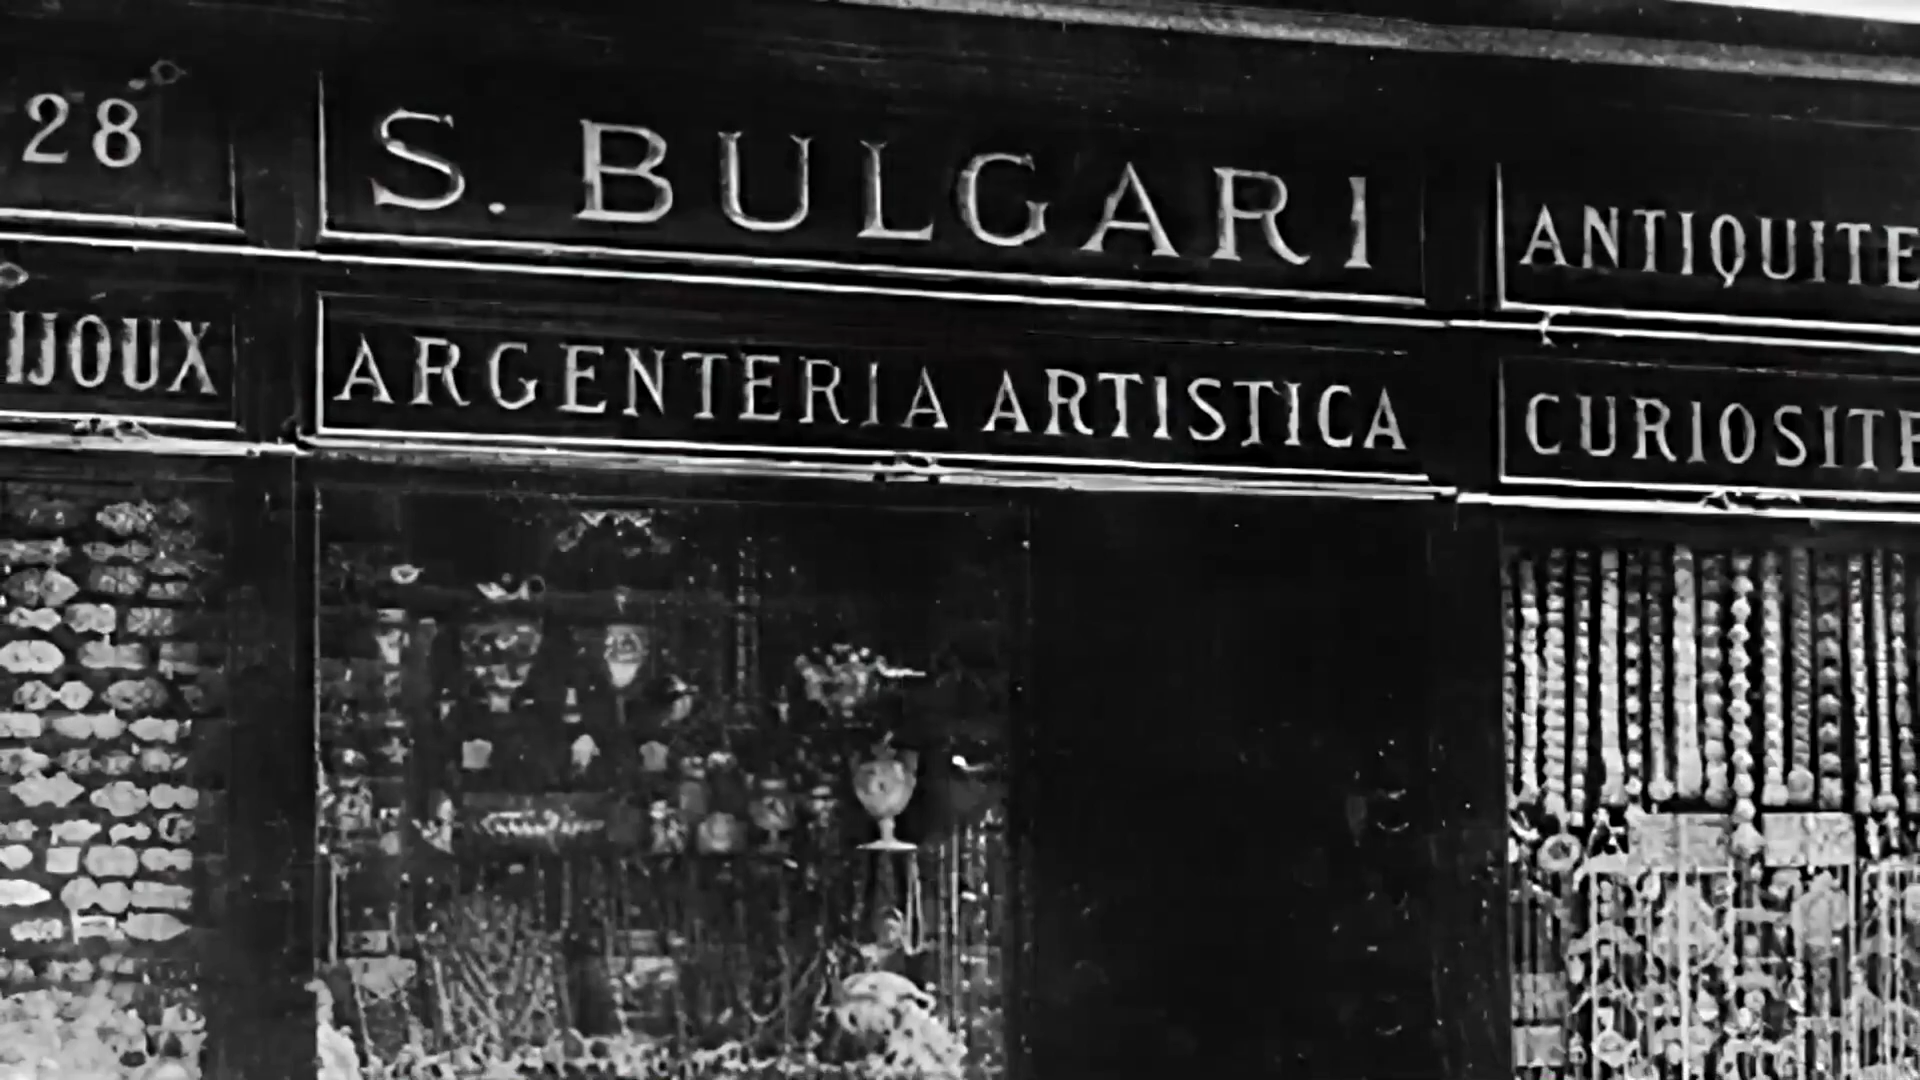 28
S. BULGARI
ANTIQUITE
IJOUX
ARGENTERIA ARTISTICA
CURIOSITE